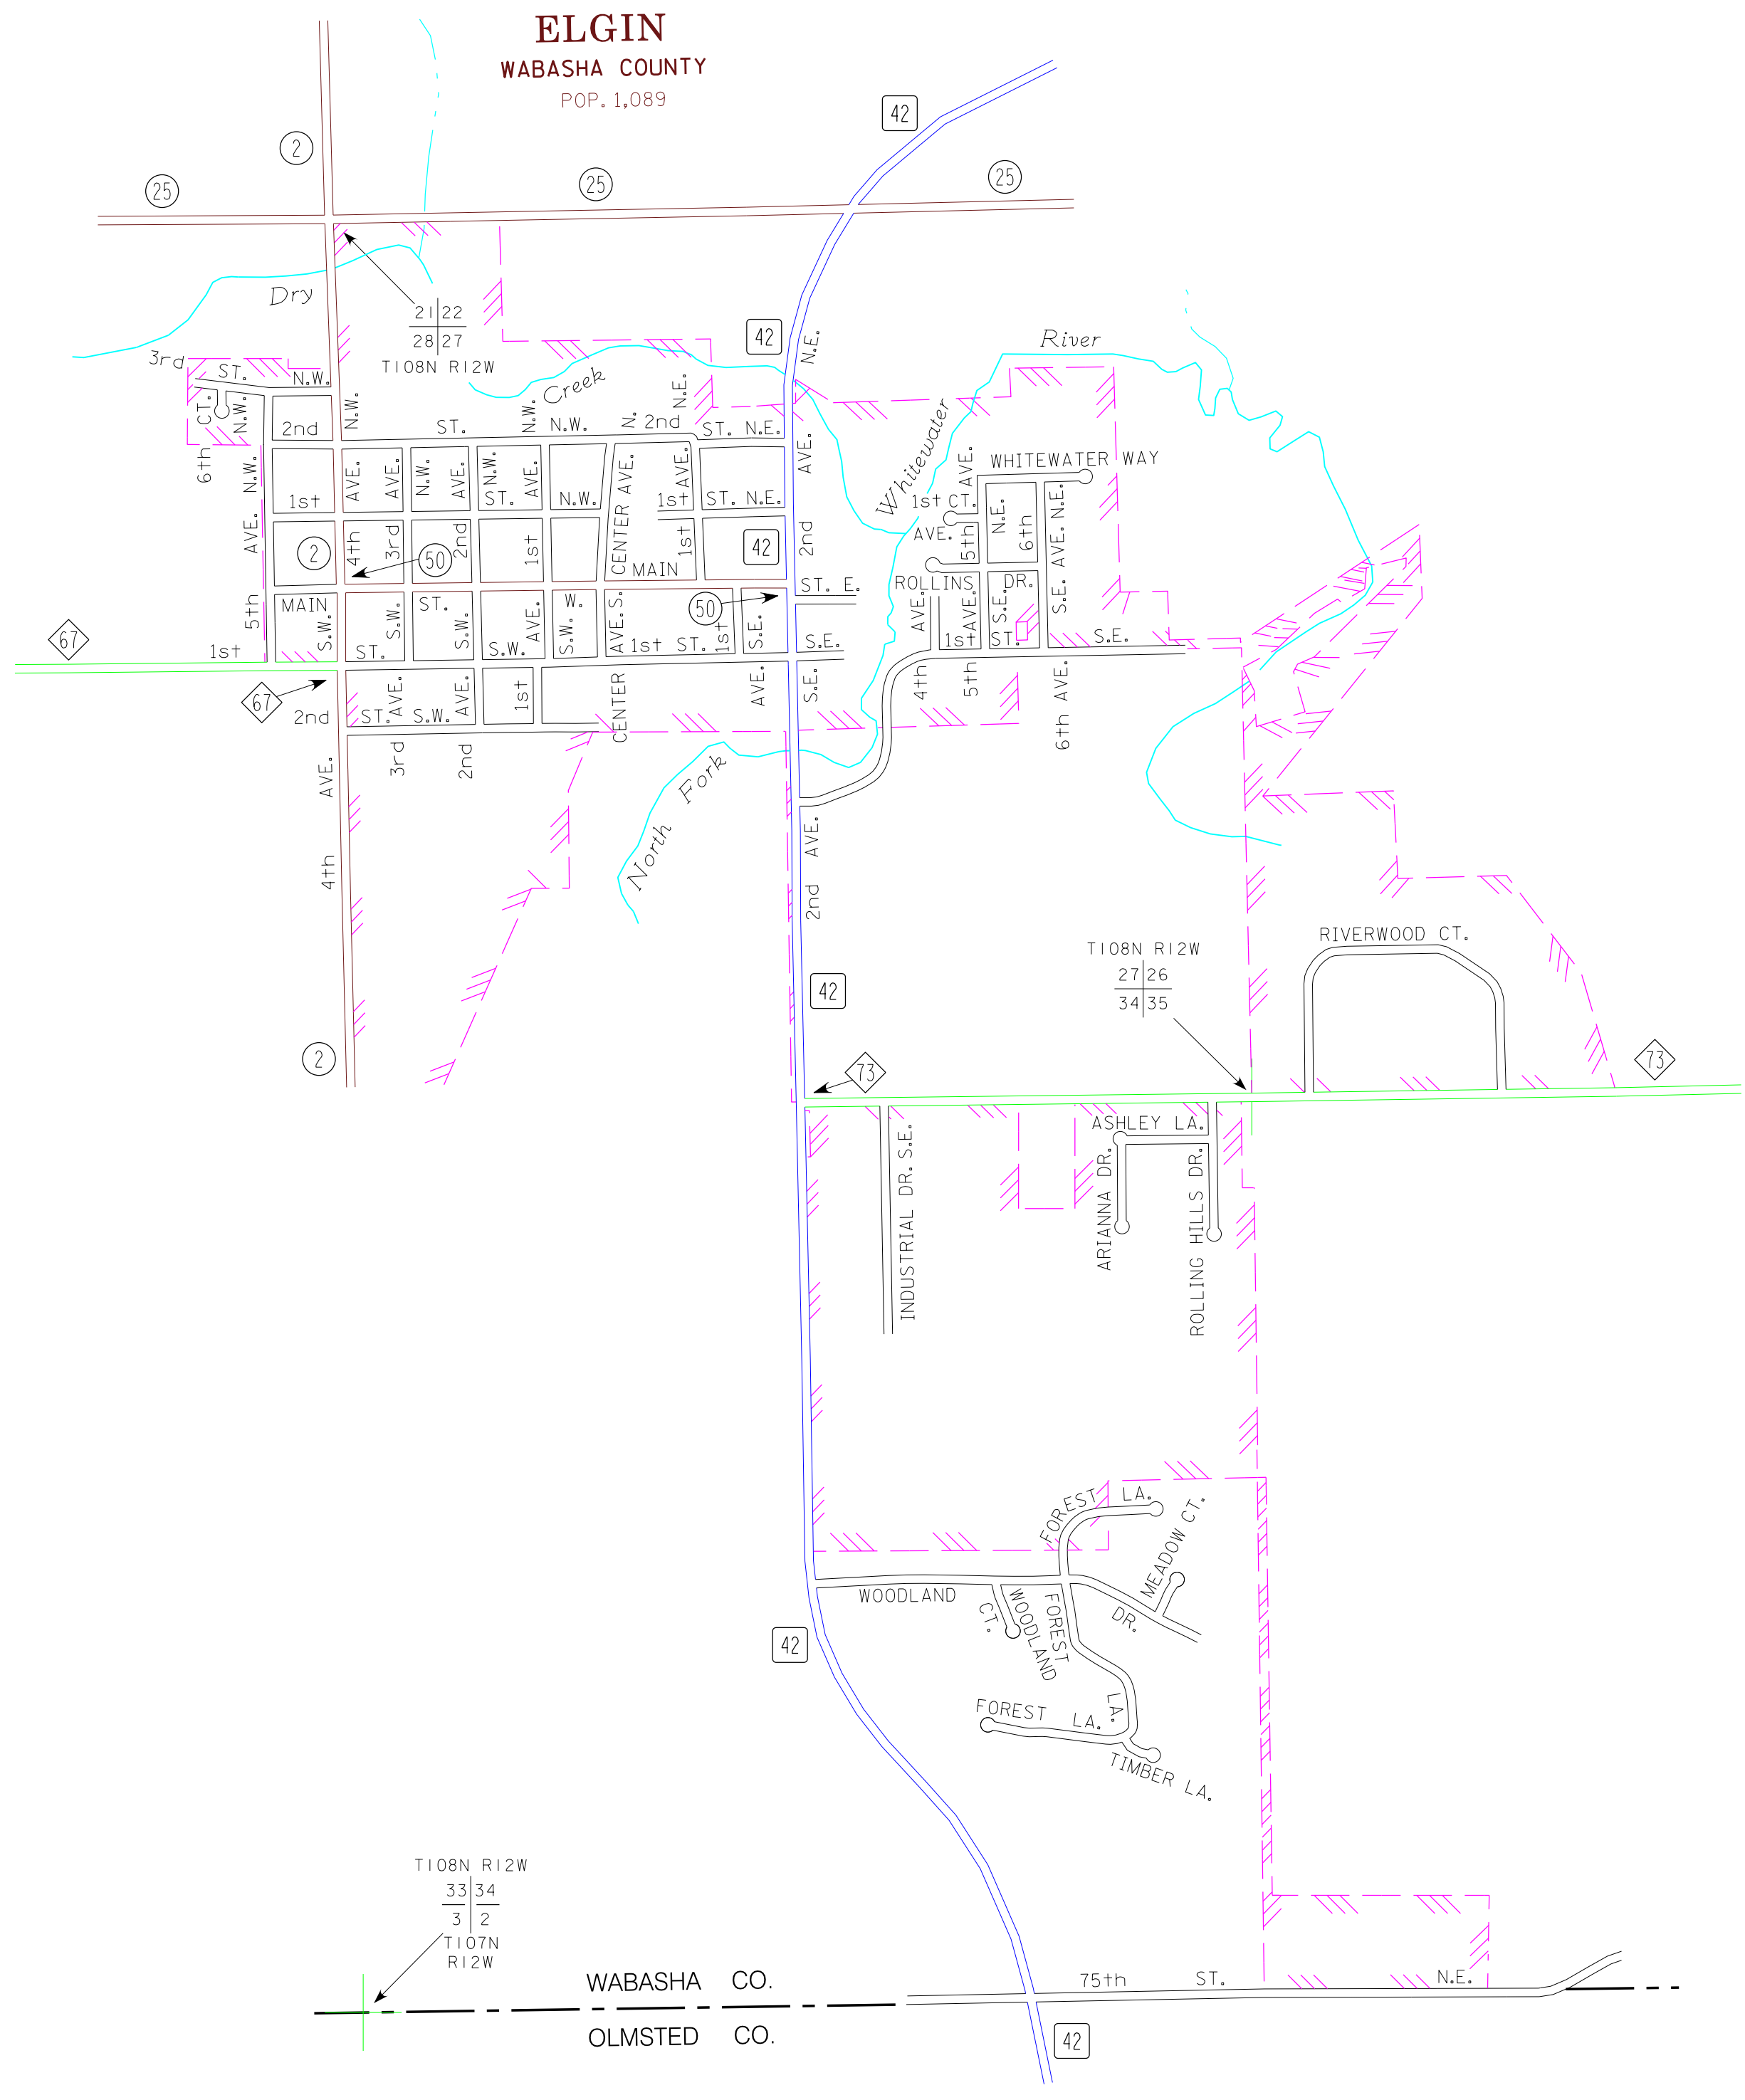 ELGIN
WABASHA COUNTY
POP. 1,089
42
2
25
25
25
21 22
28 27
T108N R12W
Dry
Creek
River
Whitewater
42
N.E.
3rd
ST.
N.W.
6th CT.
N.W.
N.W.
2nd
ST.
N.W.
N.W.
N.
2nd
N.E.
ST. N.E.
WHITEWATER WAY
5th AVE. N.W.
4th AVE.
3rd AVE.
N.W.
2nd AVE.
N.W.
1st AVE.
CENTER AVE.
1st AVE.
2nd AVE.
1st
ST.
N.W.
1st
ST. N.E.
1st CT.
AVE.
5th AVE.
N.E.
6th
AVE. N.E.
2
50
42
MAIN
ST. E.
ROLLINS
DR.
MAIN
ST.
W.
50
S.W.
S.W.
S.W.
AVE.
S.W.
AVE. S.
1st
S.E.
AVE.
AVE.
S.E.
S.E.
67
1st
ST.
S.W.
1st ST.
S.E.
1st
ST.
S.E.
67
2nd
ST.
S.W.
AVE.
AVE.
1st
CENTER
AVE.
S.E.
4th
5th
6th AVE.
3rd
2nd
4th AVE.
North Fork
2nd AVE.
RIVERWOOD CT.
T108N R12W
27 26
34 35
42
2
73
73
ASHLEY LA.
INDUSTRIAL DR. S.E.
ARIANNA DR.
ROLLING HILLS DR.
FOREST LA.
MEADOW CT.
WOODLAND
DR.
WOODLAND
CT.
FOREST
LA.
42
FOREST LA.
TIMBER LA.
T108N R12W
33 34
3 2
T107N
R12W
WABASHA CO.
75th ST. N.E.
OLMSTED CO.
42